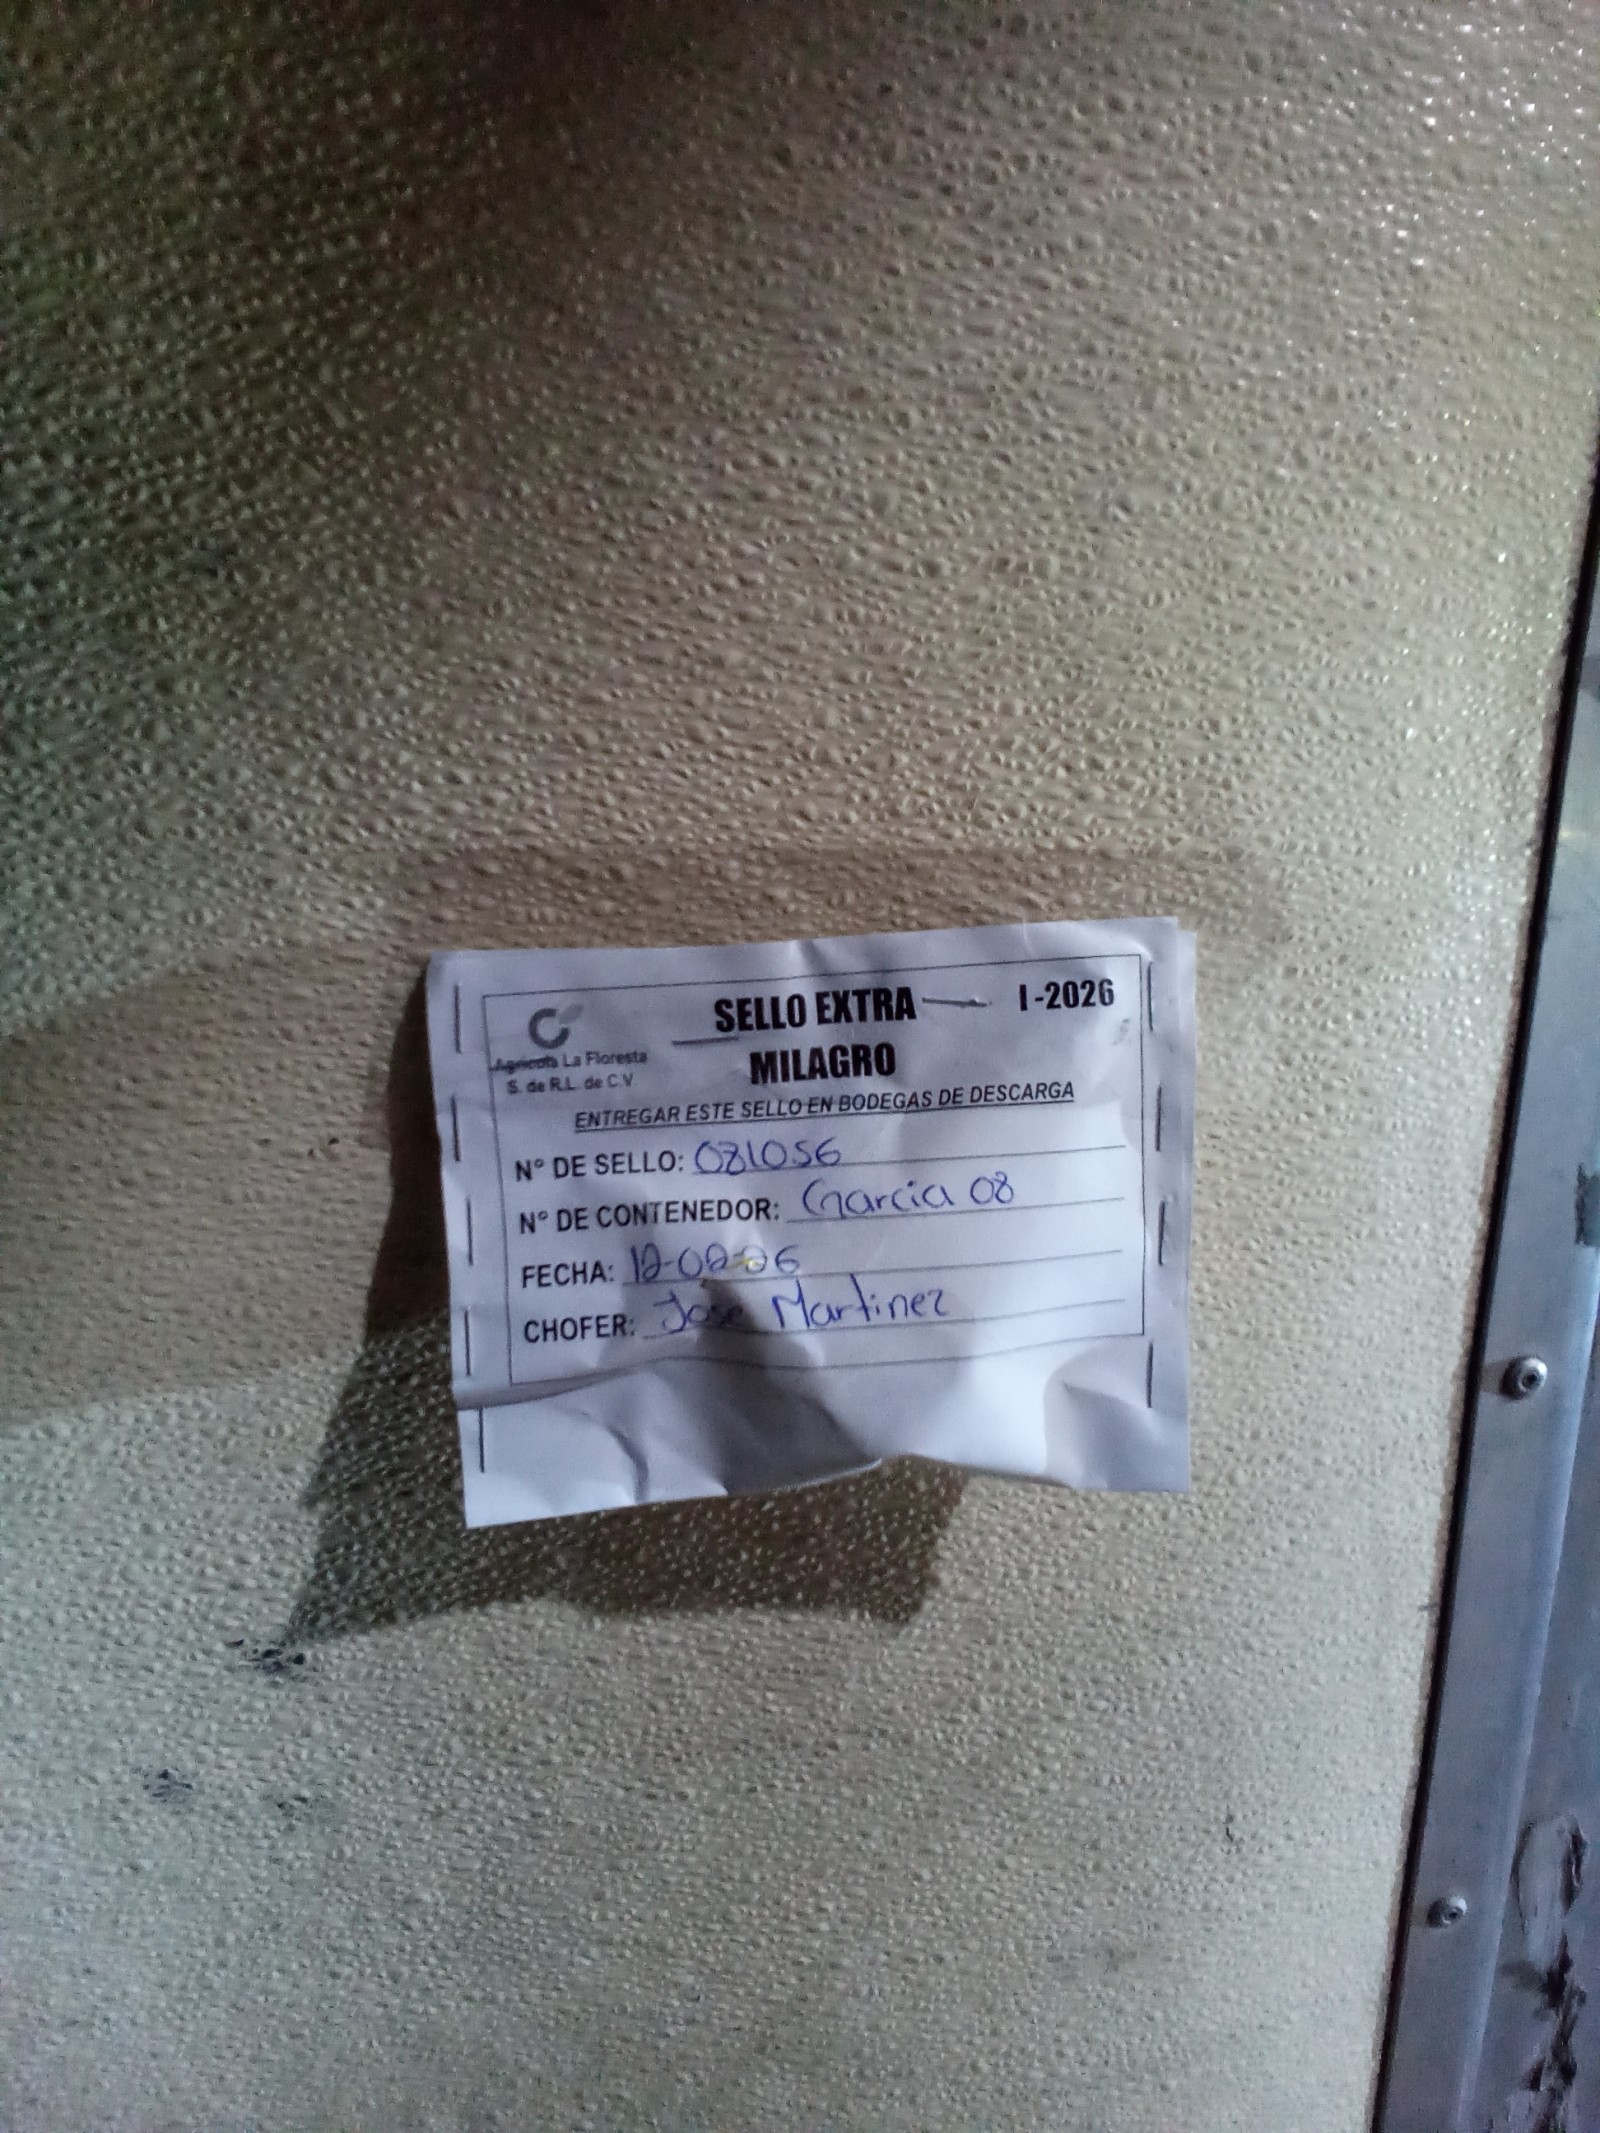 SELLO EXTRA I-2026
MILAGRO
Agricola La Floresta
S. de R.L. de C.V
ENTREGAR ESTE SELLO EN BODEGAS DE DESCARGA
N° DE SELLO: 081056
N° DE CONTENEDOR: Garcia 08
FECHA: 12-02-26
CHOFER: Jose Martinez